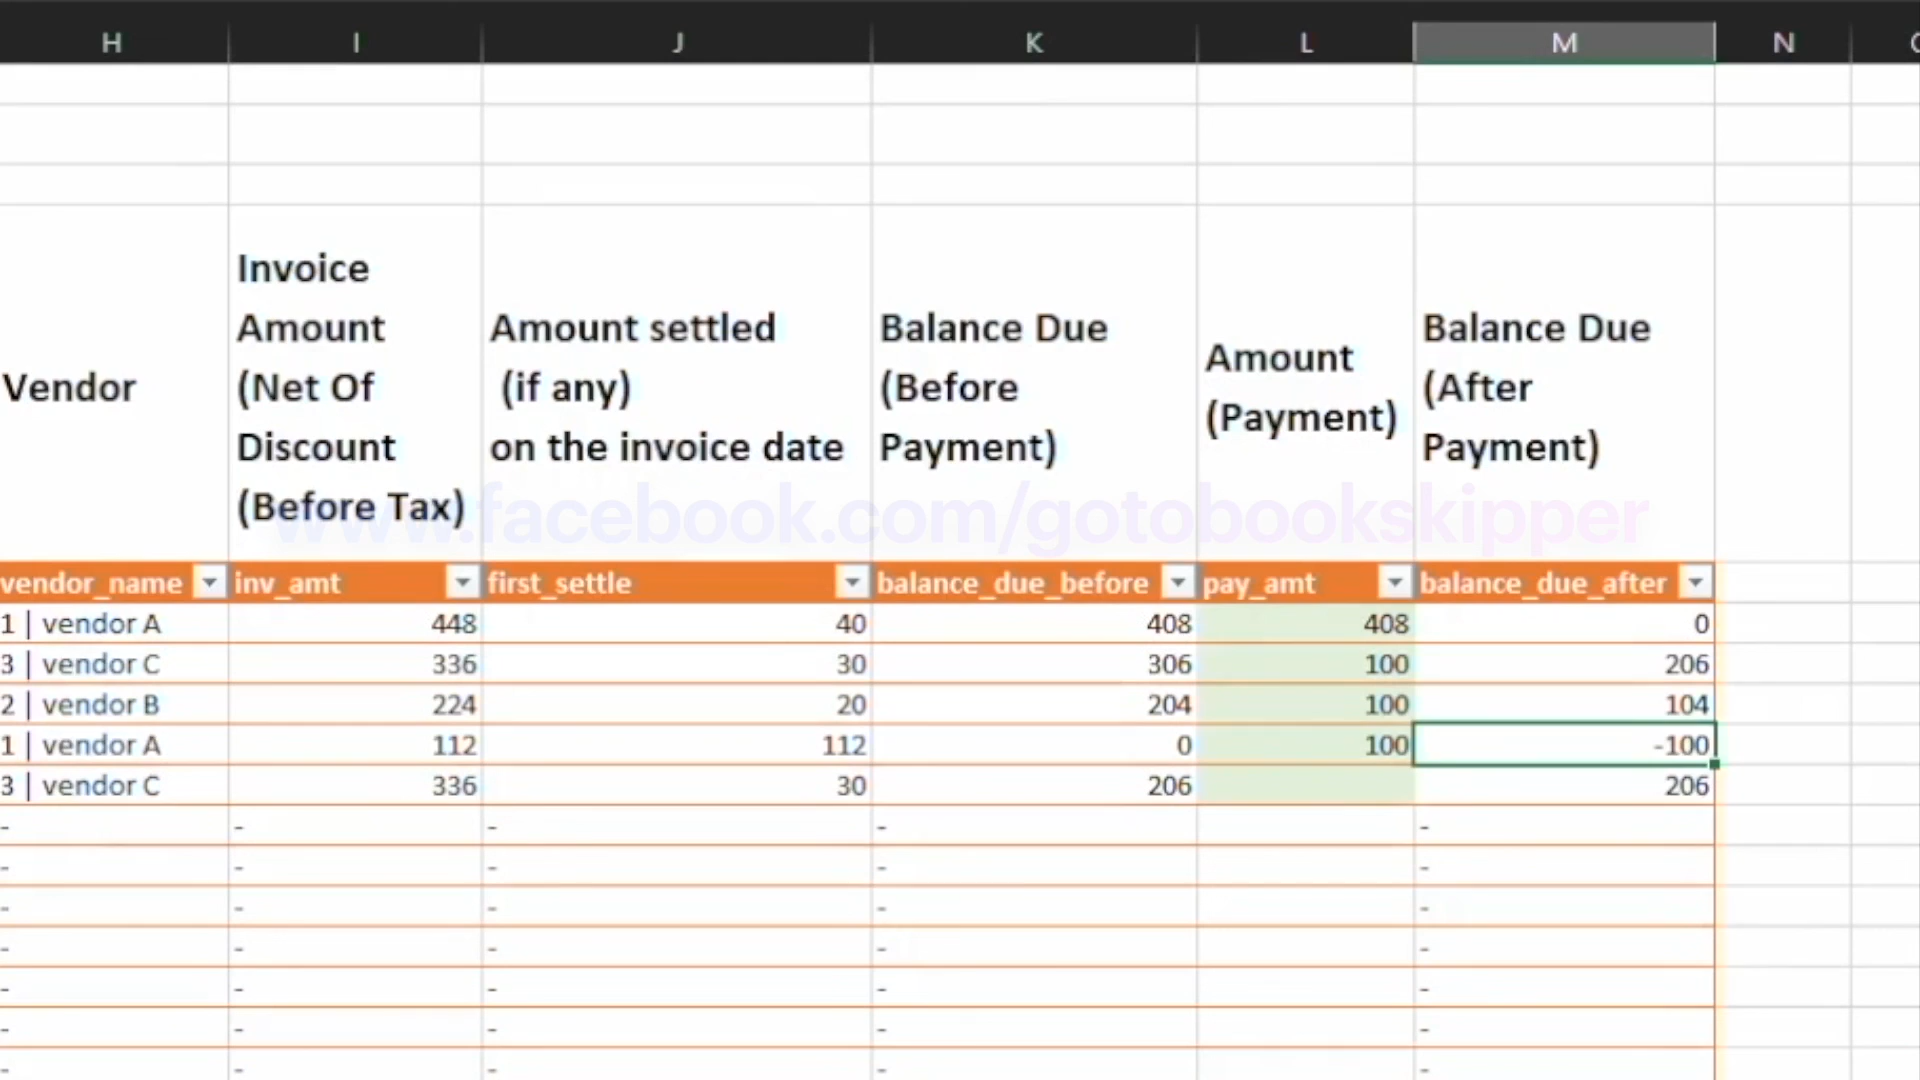 H I J K L M N
Vendor
Invoice
Amount
(Net Of
Discount
(Before Tax)
Amount settled
(if any)
on the invoice date
Balance Due
(Before
Payment)
Amount
(Payment)
Balance Due
(After
Payment)
www.facebook.com/gotobookskipper
vendor_name inv_amt first_settle balance_due_before pay_amt balance_due_after
1 | vendor A 448 40 408 408 0
3 | vendor C 336 30 306 100 206
2 | vendor B 224 20 204 100 104
1 | vendor A 112 112 0 100 -100
3 | vendor C 336 30 206 206
- - - - -
- - - - -
- - - - -
- - - - -
- - - - -
- - - - -
- - - - -